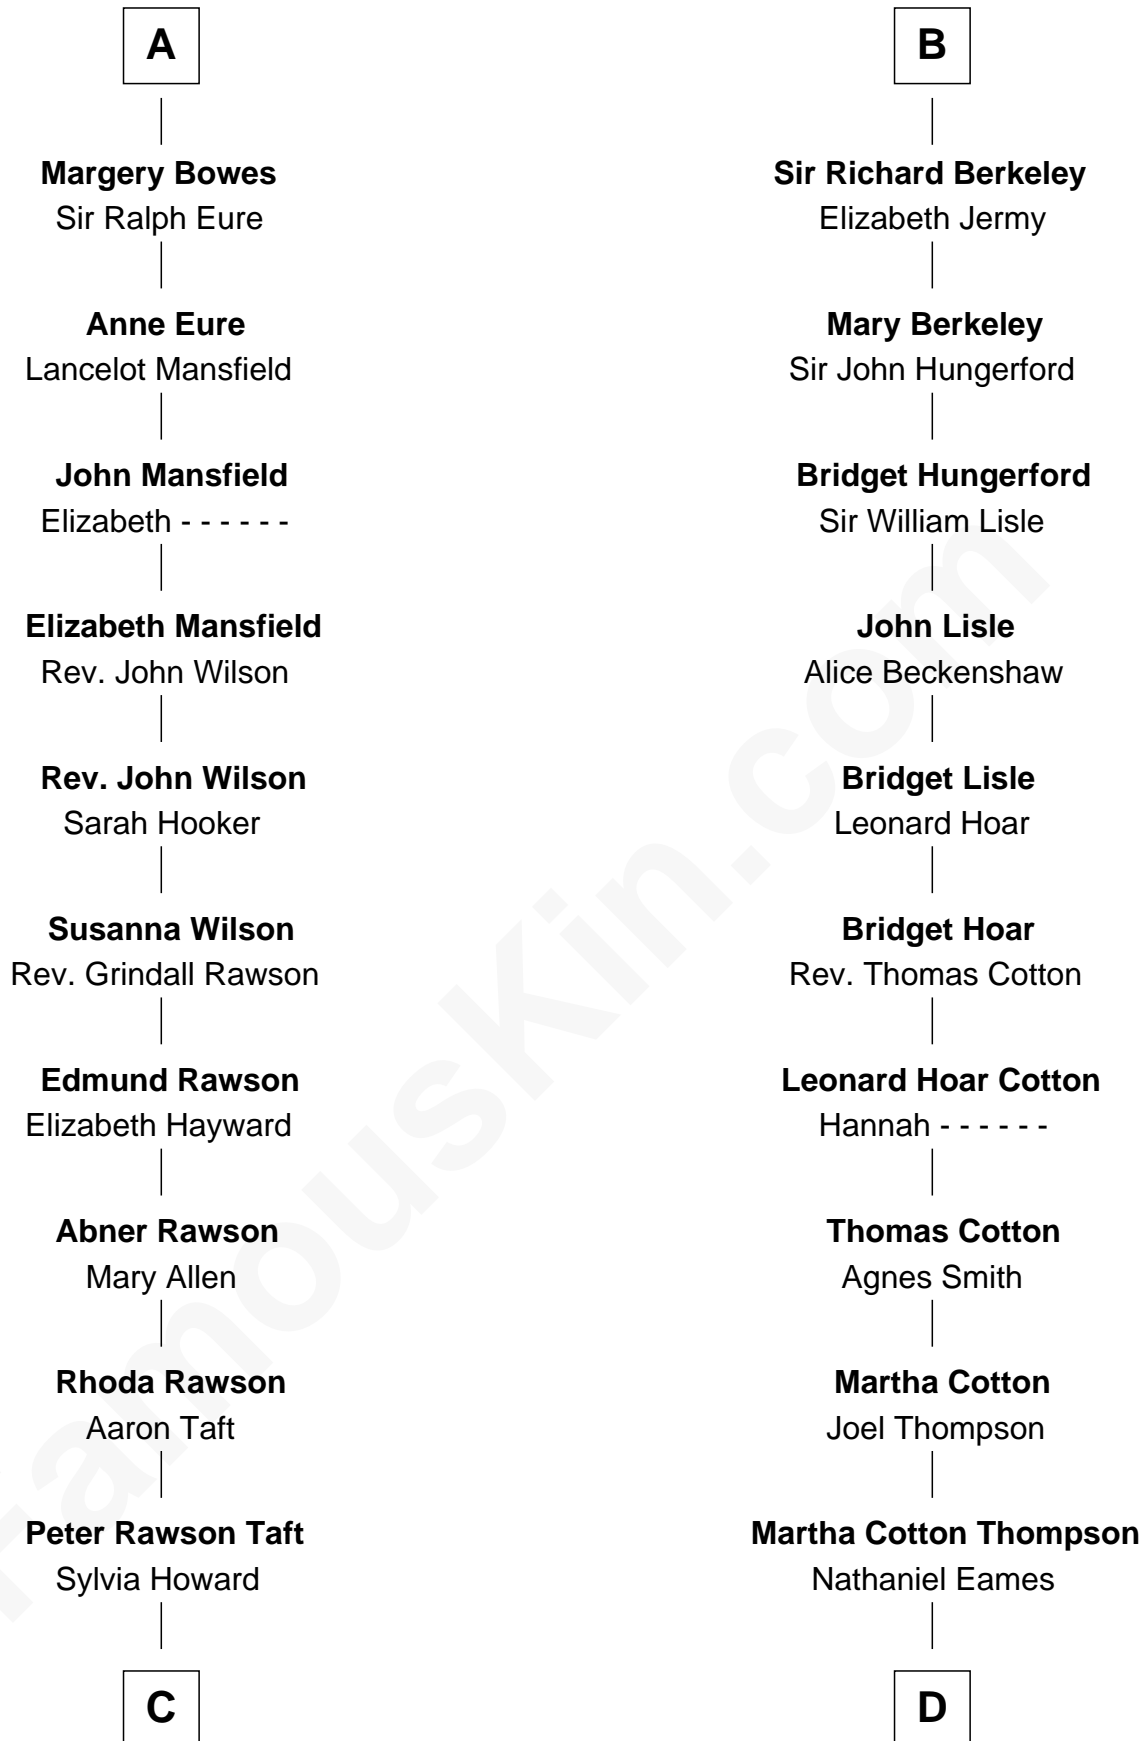 A
Margery Bowes
Sir Ralph Eure
Anne Eure
Lancelot Mansfield
John Mansfield
Elizabeth - - - - - -
Elizabeth Mansfield
Rev. John Wilson
Rev. John Wilson
Sarah Hooker
Susanna Wilson
Rev. Grindall Rawson
Edmund Rawson
Elizabeth Hayward
Abner Rawson
Mary Allen
Rhoda Rawson
Aaron Taft
Peter Rawson Taft
Sylvia Howard
C
B
Sir Richard Berkeley
Elizabeth Jermy
Mary Berkeley
Sir John Hungerford
Bridget Hungerford
Sir William Lisle
John Lisle
Alice Beckenshaw
Bridget Lisle
Leonard Hoar
Bridget Hoar
Rev. Thomas Cotton
Leonard Hoar Cotton
Hannah - - - - - -
Thomas Cotton
Agnes Smith
Martha Cotton
Joel Thompson
Martha Cotton Thompson
Nathaniel Eames
D
FamousKin.com